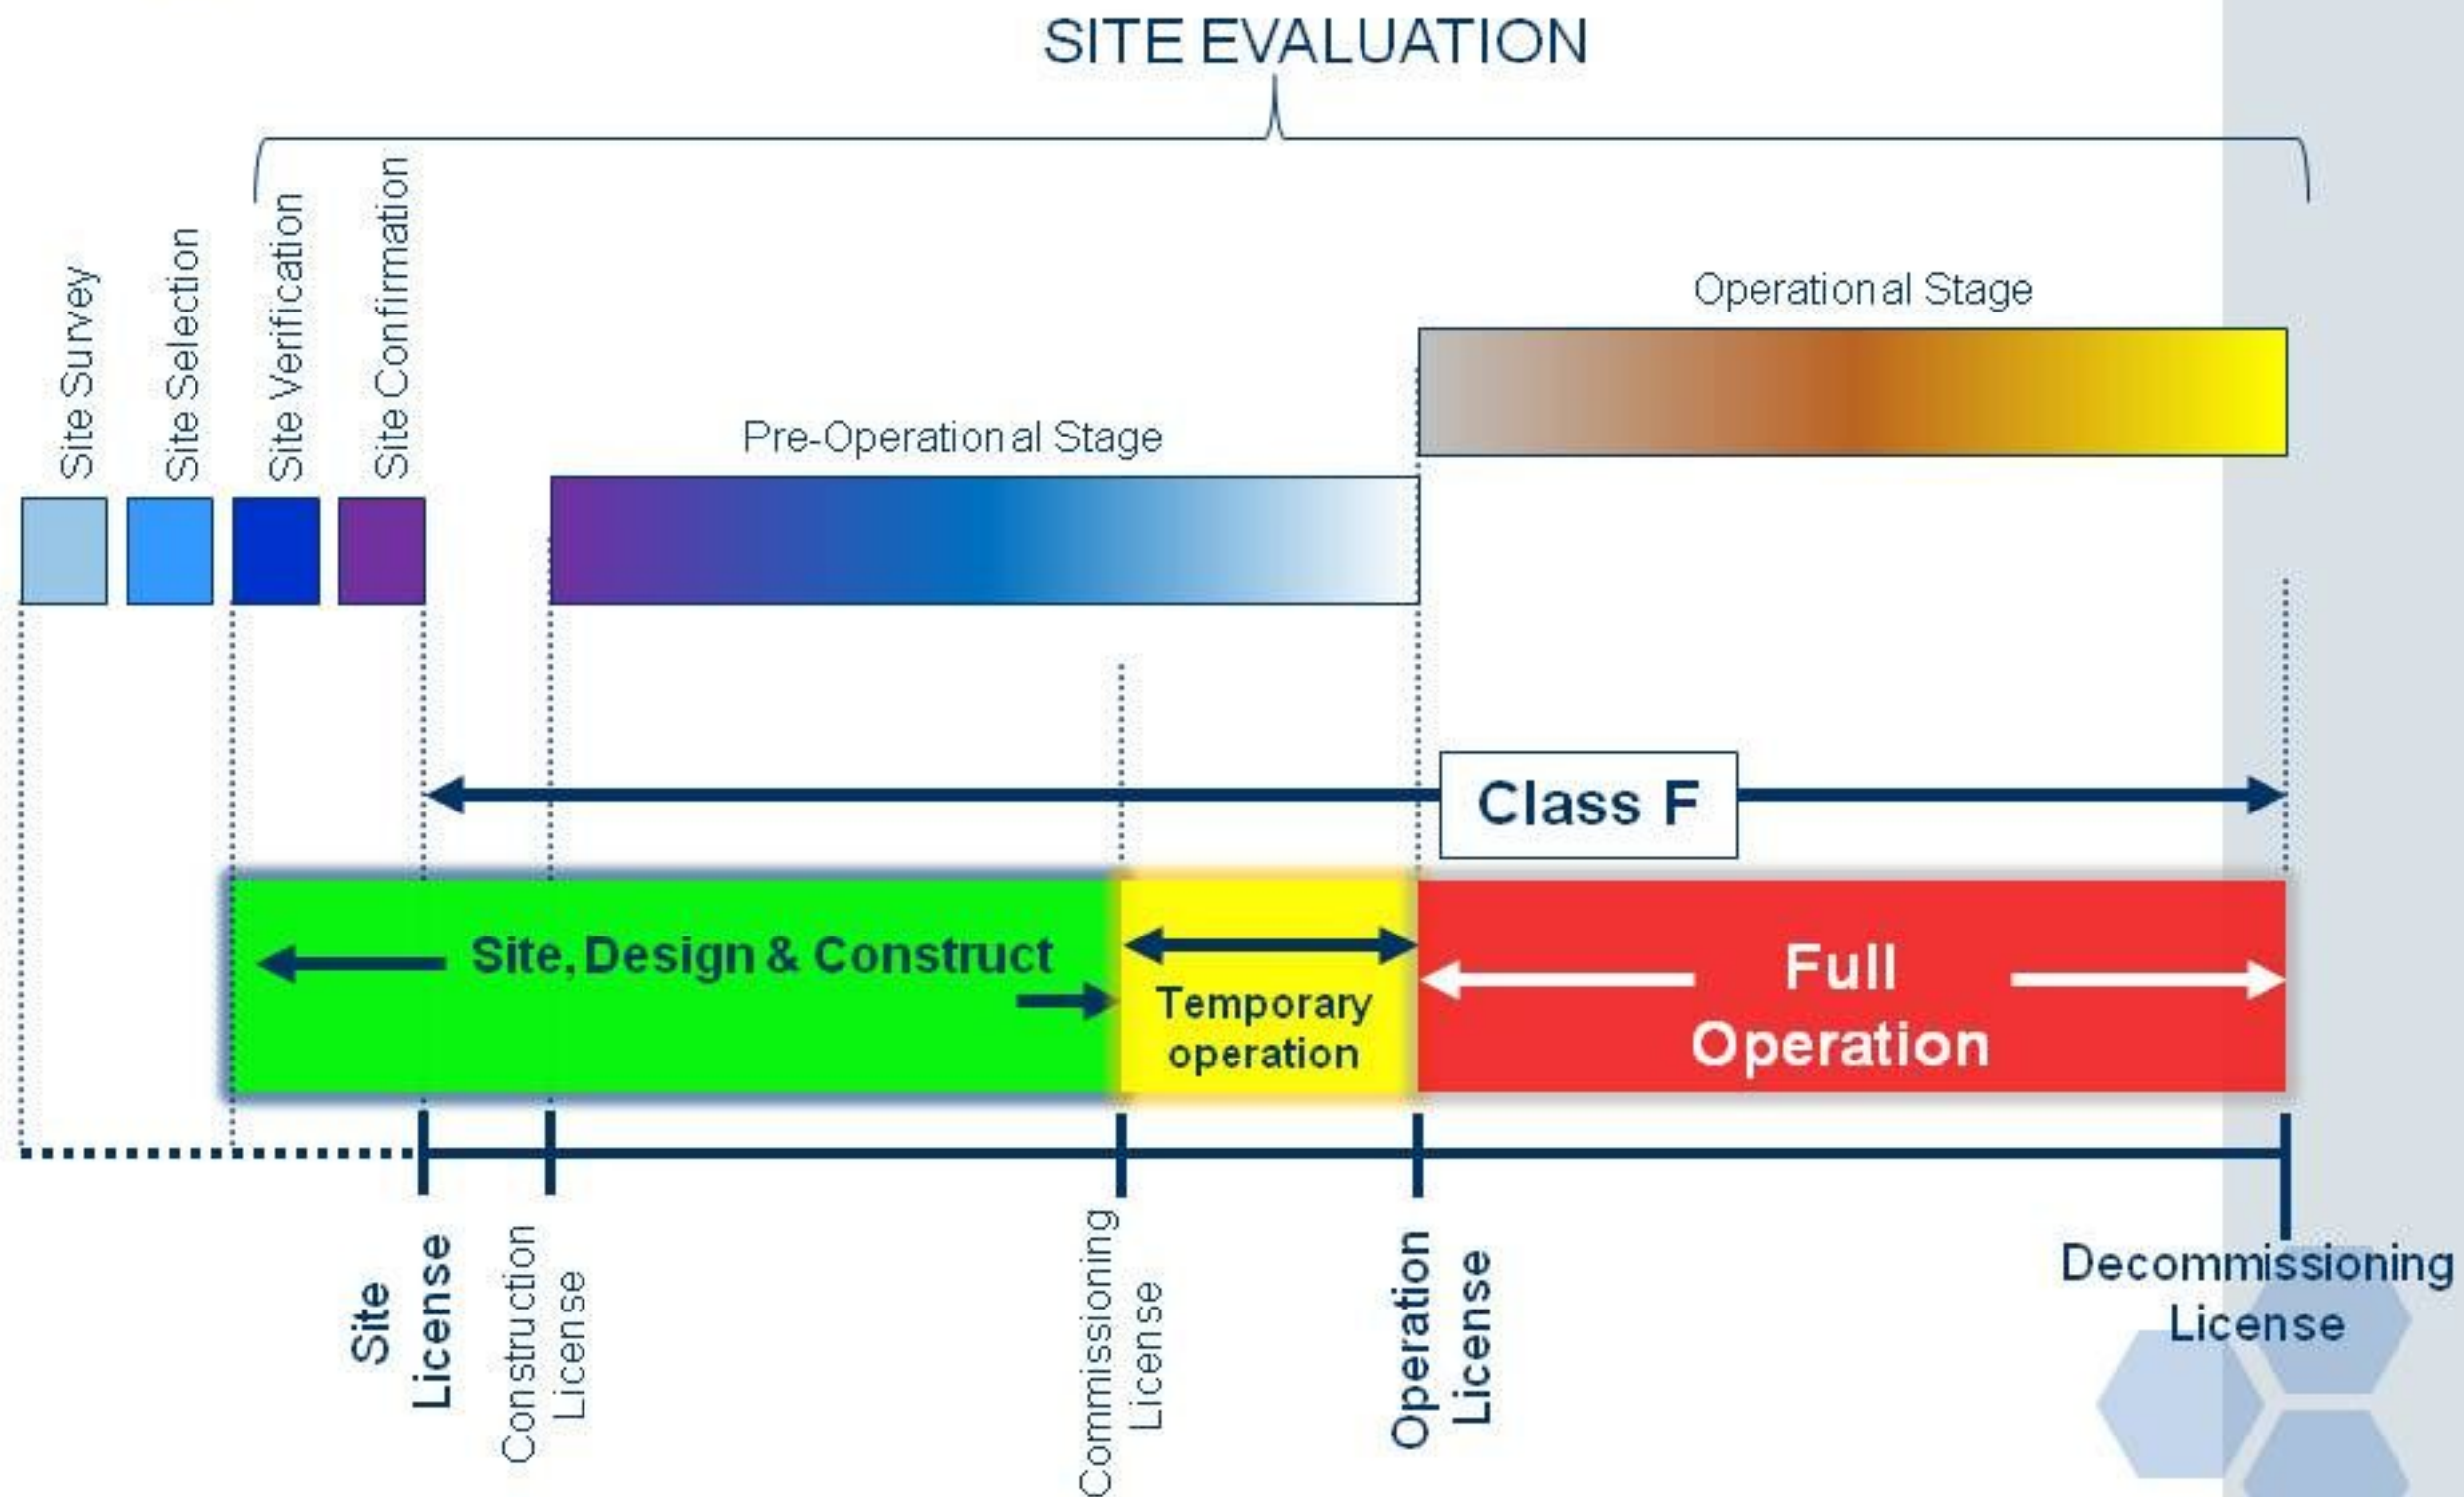 SITE EVALUATION
Site Survey
Site Selection
Site Verification
Site Confirmation
Operational Stage
Pre-Operational Stage
Class F
Site, Design & Construct
Temporary
operation
Full
Operation
Site
License
Construction
License
Commissioning
License
Operation
License
Decommissioning
License